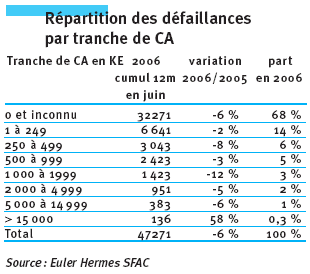 Répartition des défaillances
par tranche de CA
Tranche de CA en KE 2006 variation part
cumul 12m 2006/2005 en 2006
en juin
0 et inconnu 32271 -6 % 68 %
1 à 249 6 641 -2 % 14 %
250 à 499 3 043 -8 % 6 %
500 à 999 2 423 -3 % 5 %
1 000 à 1999 1 423 -12 % 3 %
2 000 à 4 999 951 -5 % 2 %
5 000 à 14 999 383 -6 % 1 %
> 15 000 136 58 % 0,3 %
Total 47271 -6 % 100 %
Source : Euler Hermes SFAC